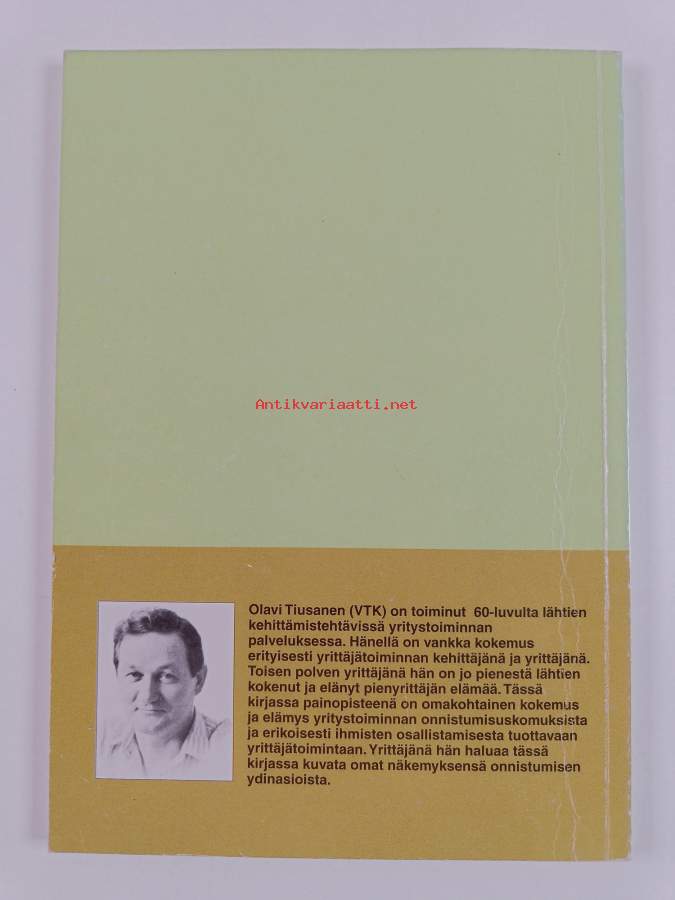 Antikvariaatti.net
Olavi Tiusanen (VTK) on toiminut 60-luvulta lähtien
kehittämistehtävissä yritystoiminnan
palveluksessa. Hänellä on vankka kokemus
erityisesti yrittäjätoiminnan kehittäjänä ja yrittäjänä.
Toisen polven yrittäjänä hän on jo pienestä lähtien
kokenut ja elänyt pienyrittäjän elämää. Tässä
kirjassa painopisteenä on omakohtainen kokemus
ja elämys yritystoiminnan onnistumisuskomuksista
ja erikoisesti ihmisten osallistamisesta tuottavaan
yrittäjätoimintaan. Yrittäjänä hän haluaa tässä
kirjassa kuvata omat näkemyksensä onnistumisen
ydinasioista.